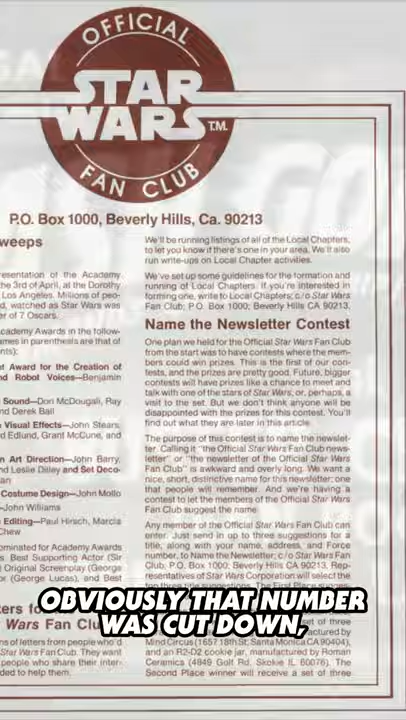 OFFICIAL
STAR
WARS
T.M.
FAN CLUB
P.O. Box 1000, Beverly Hills, Ca. 90213
weeps
resentation of the Academy
the 3rd of April, at the Dorothy
Los Angeles. Millions of peo-
d, watched as Star Wars was
er of 7 Oscars.
cademy Awards in the follow-
ames in parenthesis are that of
nts):
t Award for the Creation of
nd Robot Voices—Benjamin
Sound—Don McDougall, Ray
nd Derek Ball
Visual Effects—John Stears,
d Edlund, Grant McCune, and
n Art Direction—John Barry,
nd Leslie Dilley and Set Deco-
an
Costume Design—John Mollo
—John Williams
Editing—Paul Hirsch, Marcia
Chew
ominated for Academy Awards
s: Best Supporting Actor (Sir
Original Screenplay (George
or (George Lucas), and Best
ters fo
Wars Fan Clu
ns of letters from people who'd
Star Wars Fan Club. They want
people who share their inter-
ded to help them.
We'll be running listings of all of the Local Chapters,
to let you know if there's one in your area. We'll also
run write-ups on Local Chapter activities.
We've set up some guidelines for the formation and
running of Local Chapters. If you're interested in
forming one, write to Local Chapters; c/o Star Wars
Fan Club; P.O. Box 1000; Beverly Hills CA 90213.
Name the Newsletter Contest
One plan we held for the Official Star Wars Fan Club
from the start was to have contests where the mem-
bers could win prizes. This is the first of our con-
tests, and the prizes are pretty good. Future, bigger
contests will have prizes like a chance to meet and
talk with one of the stars of Star Wars, or, perhaps, a
visit to the set. But we don't think anyone will be
disappointed with the prizes for this contest. You'll
find out what they are later in this article.
The purpose of this contest is to name the newslet-
ter. Calling it "the Official Star Wars Fan Club news-
letter" or "the newsletter of the Official Star Wars
Fan Club" is awkward and overly long. We want a
nice, short, distinctive name for this newsletter; one
that people will remember. And we're having a
contest to let the members of the Official Star Wars
Fan Club suggest the name.
Any member of the Official Star Wars Fan Club can
enter. Just send in up to three suggestions for a
title, along with your name, address, and Force
number, to Name the Newsletter; c/o Star Wars Fan
Club; P.O. Box 1000; Beverly Hills CA 90213. Rep-
resentatives of Star Wars Corporation will select the
top three title suggestions. The First Place
set of three
factured by
Mind Circus (1657 18th St, Santa Monica CA 90404),
and an R2-D2 cookie jar, manufactured by Roman
Ceramica (4849 Golf Rd, Skokie IL 60076). The
Second Place winner will receive a set of three
OBVIOUSLY THAT NUMBER
WAS CUT DOWN,